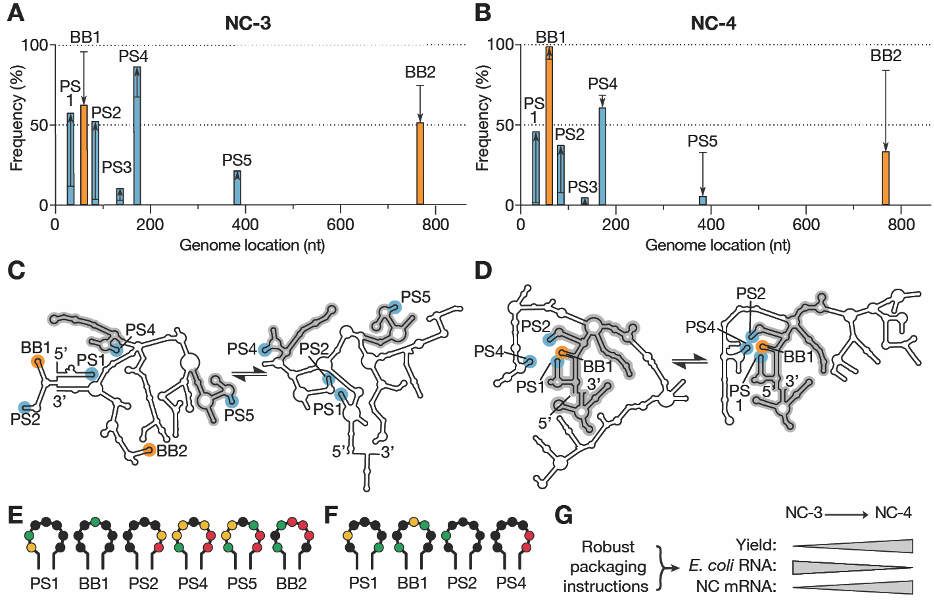 A
NC-3
Frequency (%)
100
50
0
PS
1
BB1
PS2
PS3
PS4
PS5
BB2
0
200
400
600
800
Genome location (nt)
B
NC-4
Frequency (%)
100
50
0
PS
1
BB1
PS2
PS3
PS4
PS5
BB2
0
200
400
600
800
Genome location (nt)
C
BB1
5’
PS1
PS4
3’
PS2
PS5
BB2
PS4
PS2
PS1
PS5
5’
3’
D
PS2
PS4
PS1
BB1
3’
5’
PS2
PS4
BB1
PS
1
5’
3’
E
PS1
BB1
PS2
PS4
PS5
BB2
F
PS1
BB1
PS2
PS4
G
NC-3
NC-4
Robust
packaging
instructions
Yield:
E. coli RNA:
NC mRNA: